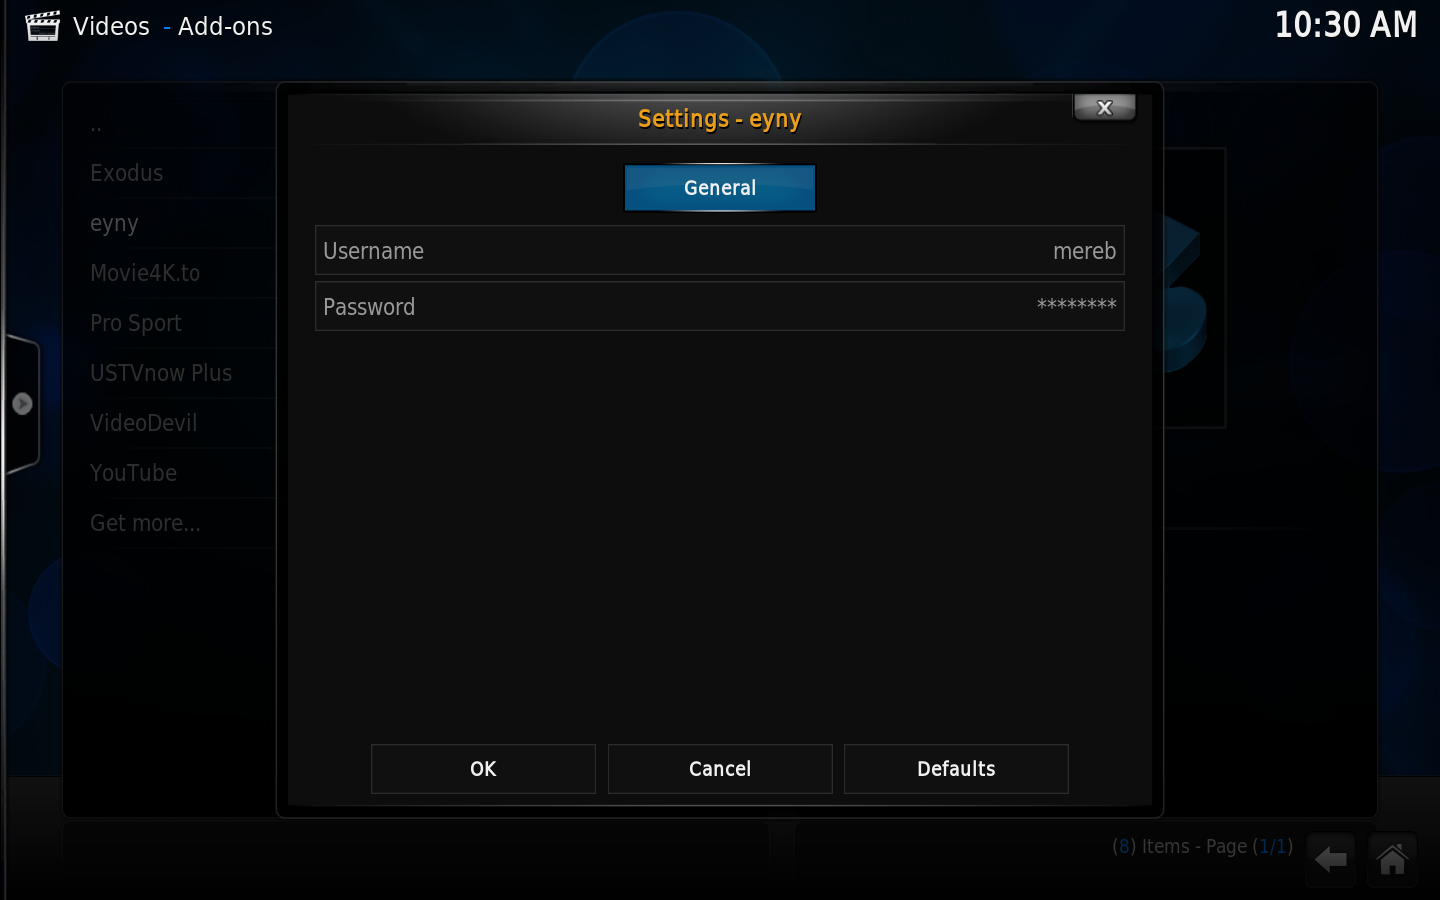 Videos - Add-ons
10:30 AM
Settings - eyny
x
General
Username mereb
Password ********
..
Exodus
eyny
Movie4K.to
Pro Sport
USTVnow Plus
VideoDevil
YouTube
Get more...
OK
Cancel
Defaults
(8) Items - Page (1/1)